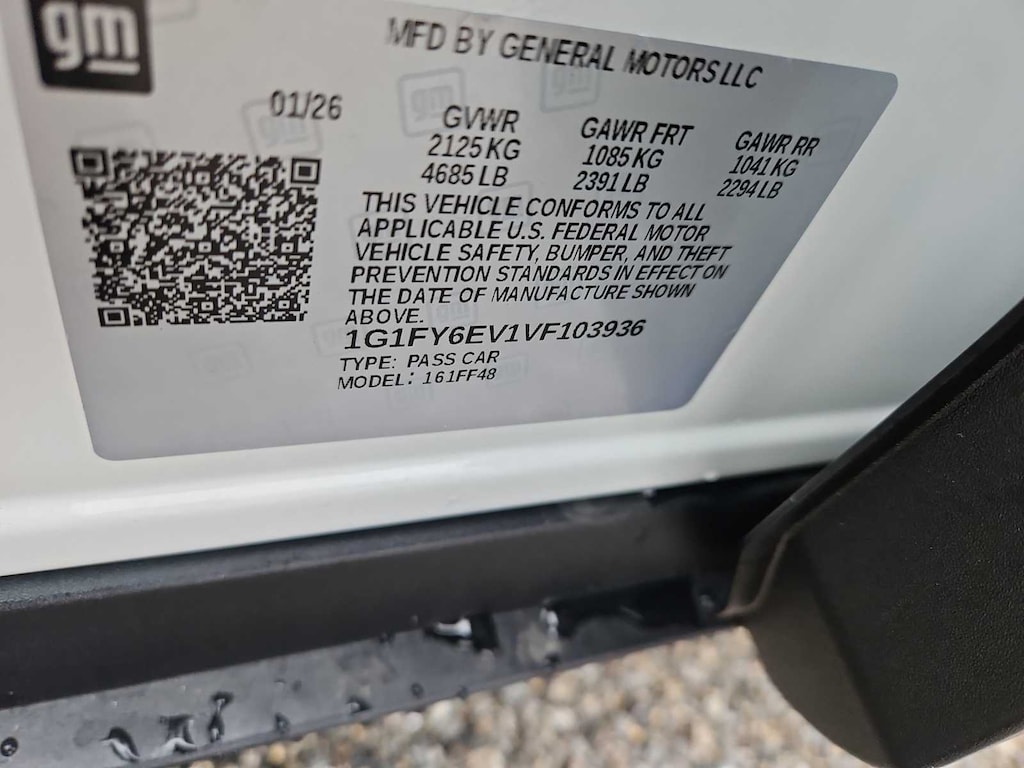 gm
MFD BY GENERAL MOTORS LLC
01/26
GVWR GAWR FRT GAWR RR
2125 KG 1085 KG 1041 KG
4685 LB 2391 LB 2294 LB
THIS VEHICLE CONFORMS TO ALL
APPLICABLE U.S. FEDERAL MOTOR
VEHICLE SAFETY, BUMPER, AND THEFT
PREVENTION STANDARDS IN EFFECT ON
THE DATE OF MANUFACTURE SHOWN
ABOVE.
1G1FY6EV1VF103936
TYPE: PASS CAR
MODEL: 161FF48